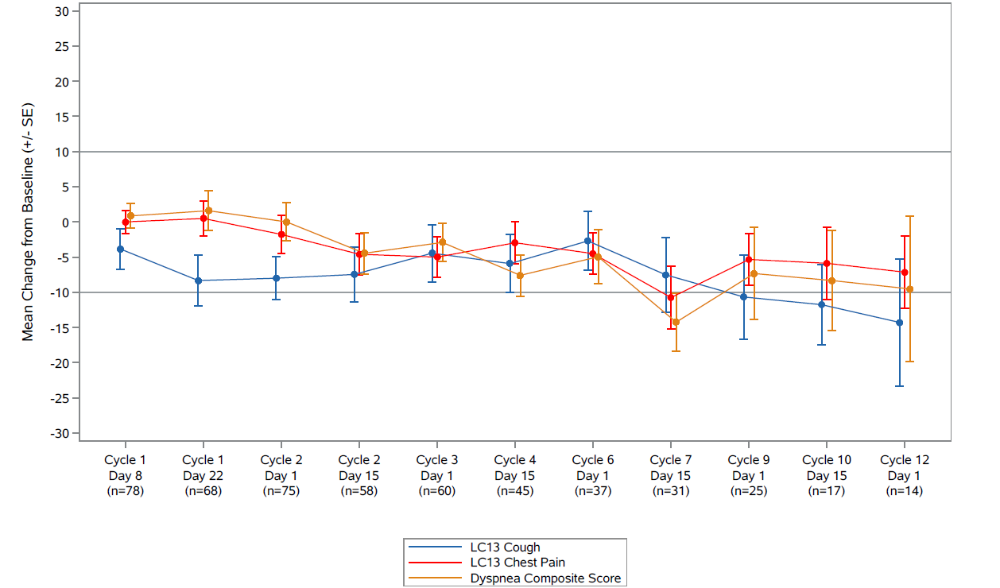 Mean Change from Baseline (+/- SE)
30
25
20
15
10
5
0
-5
-10
-15
-20
-25
-30
Cycle 1
Day 8
(n=78)
Cycle 1
Day 22
(n=68)
Cycle 2
Day 1
(n=75)
Cycle 2
Day 15
(n=58)
Cycle 3
Day 1
(n=60)
Cycle 4
Day 15
(n=45)
Cycle 6
Day 1
(n=37)
Cycle 7
Day 15
(n=31)
Cycle 9
Day 1
(n=25)
Cycle 10
Day 15
(n=17)
Cycle 12
Day 1
(n=14)
LC13 Cough
LC13 Chest Pain
Dyspnea Composite Score